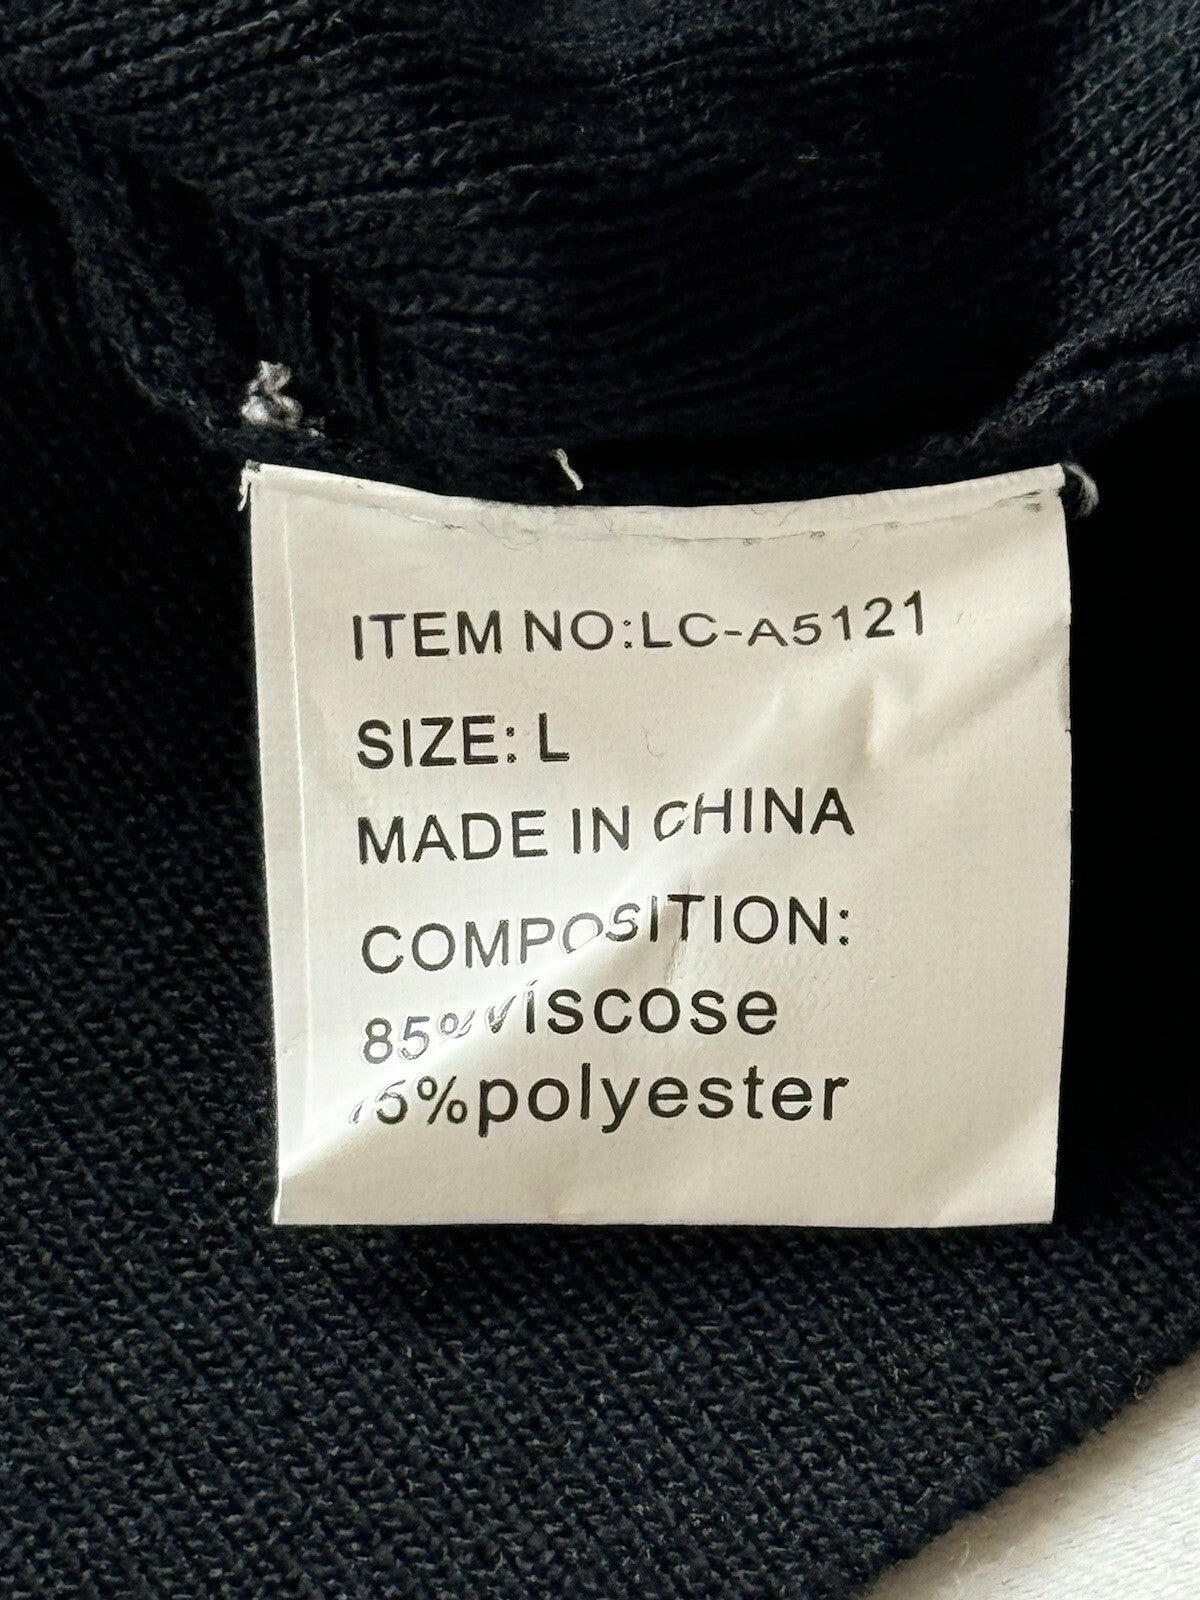 ITEM NO:LC-A5121
SIZE: L
MADE IN CHINA
COMPOSITION:
85%viscose
15%polyester